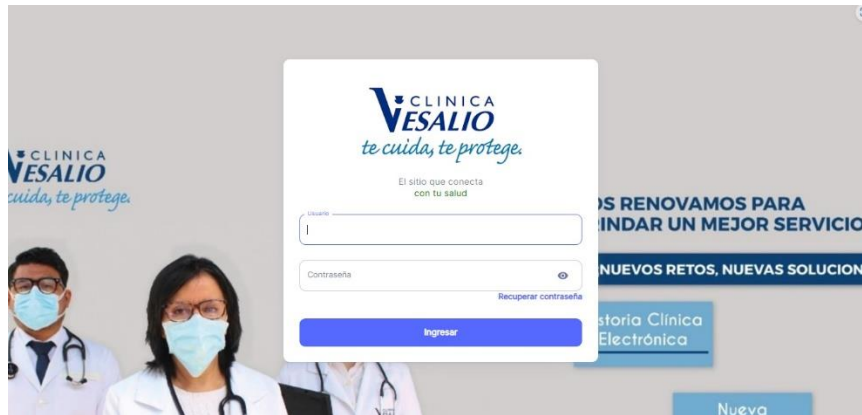 CLINICA
VESALIO
te cuida, te protege.
El sitio que conecta
con tu salud
Usuario
Contraseña
Recuperar contraseña
Ingresar
CLINICA
VESALIO
cuida, te protege.
OS RENOVAMOS PARA
INDAR UN MEJOR SERVICIO
NUEVOS RETOS, NUEVAS SOLUCION
storia Clínica
Electrónica
Nueva